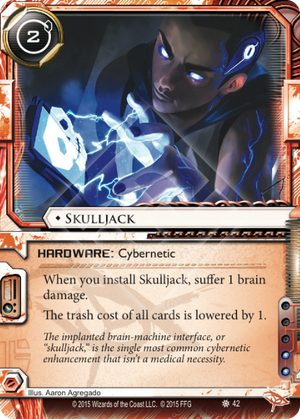 2
• Skulljack
HARDWARE: Cybernetic
When you install Skulljack, suffer 1 brain
damage.
The trash cost of all cards is lowered by 1.
The implanted brain-machine interface, or
"skulljack," is the single most common cybernetic
enhancement that isn't a medical necessity.
Illus. Aaron Agregado
© 2015 Wizards of the Coast LLC. © 2015 FFG 42